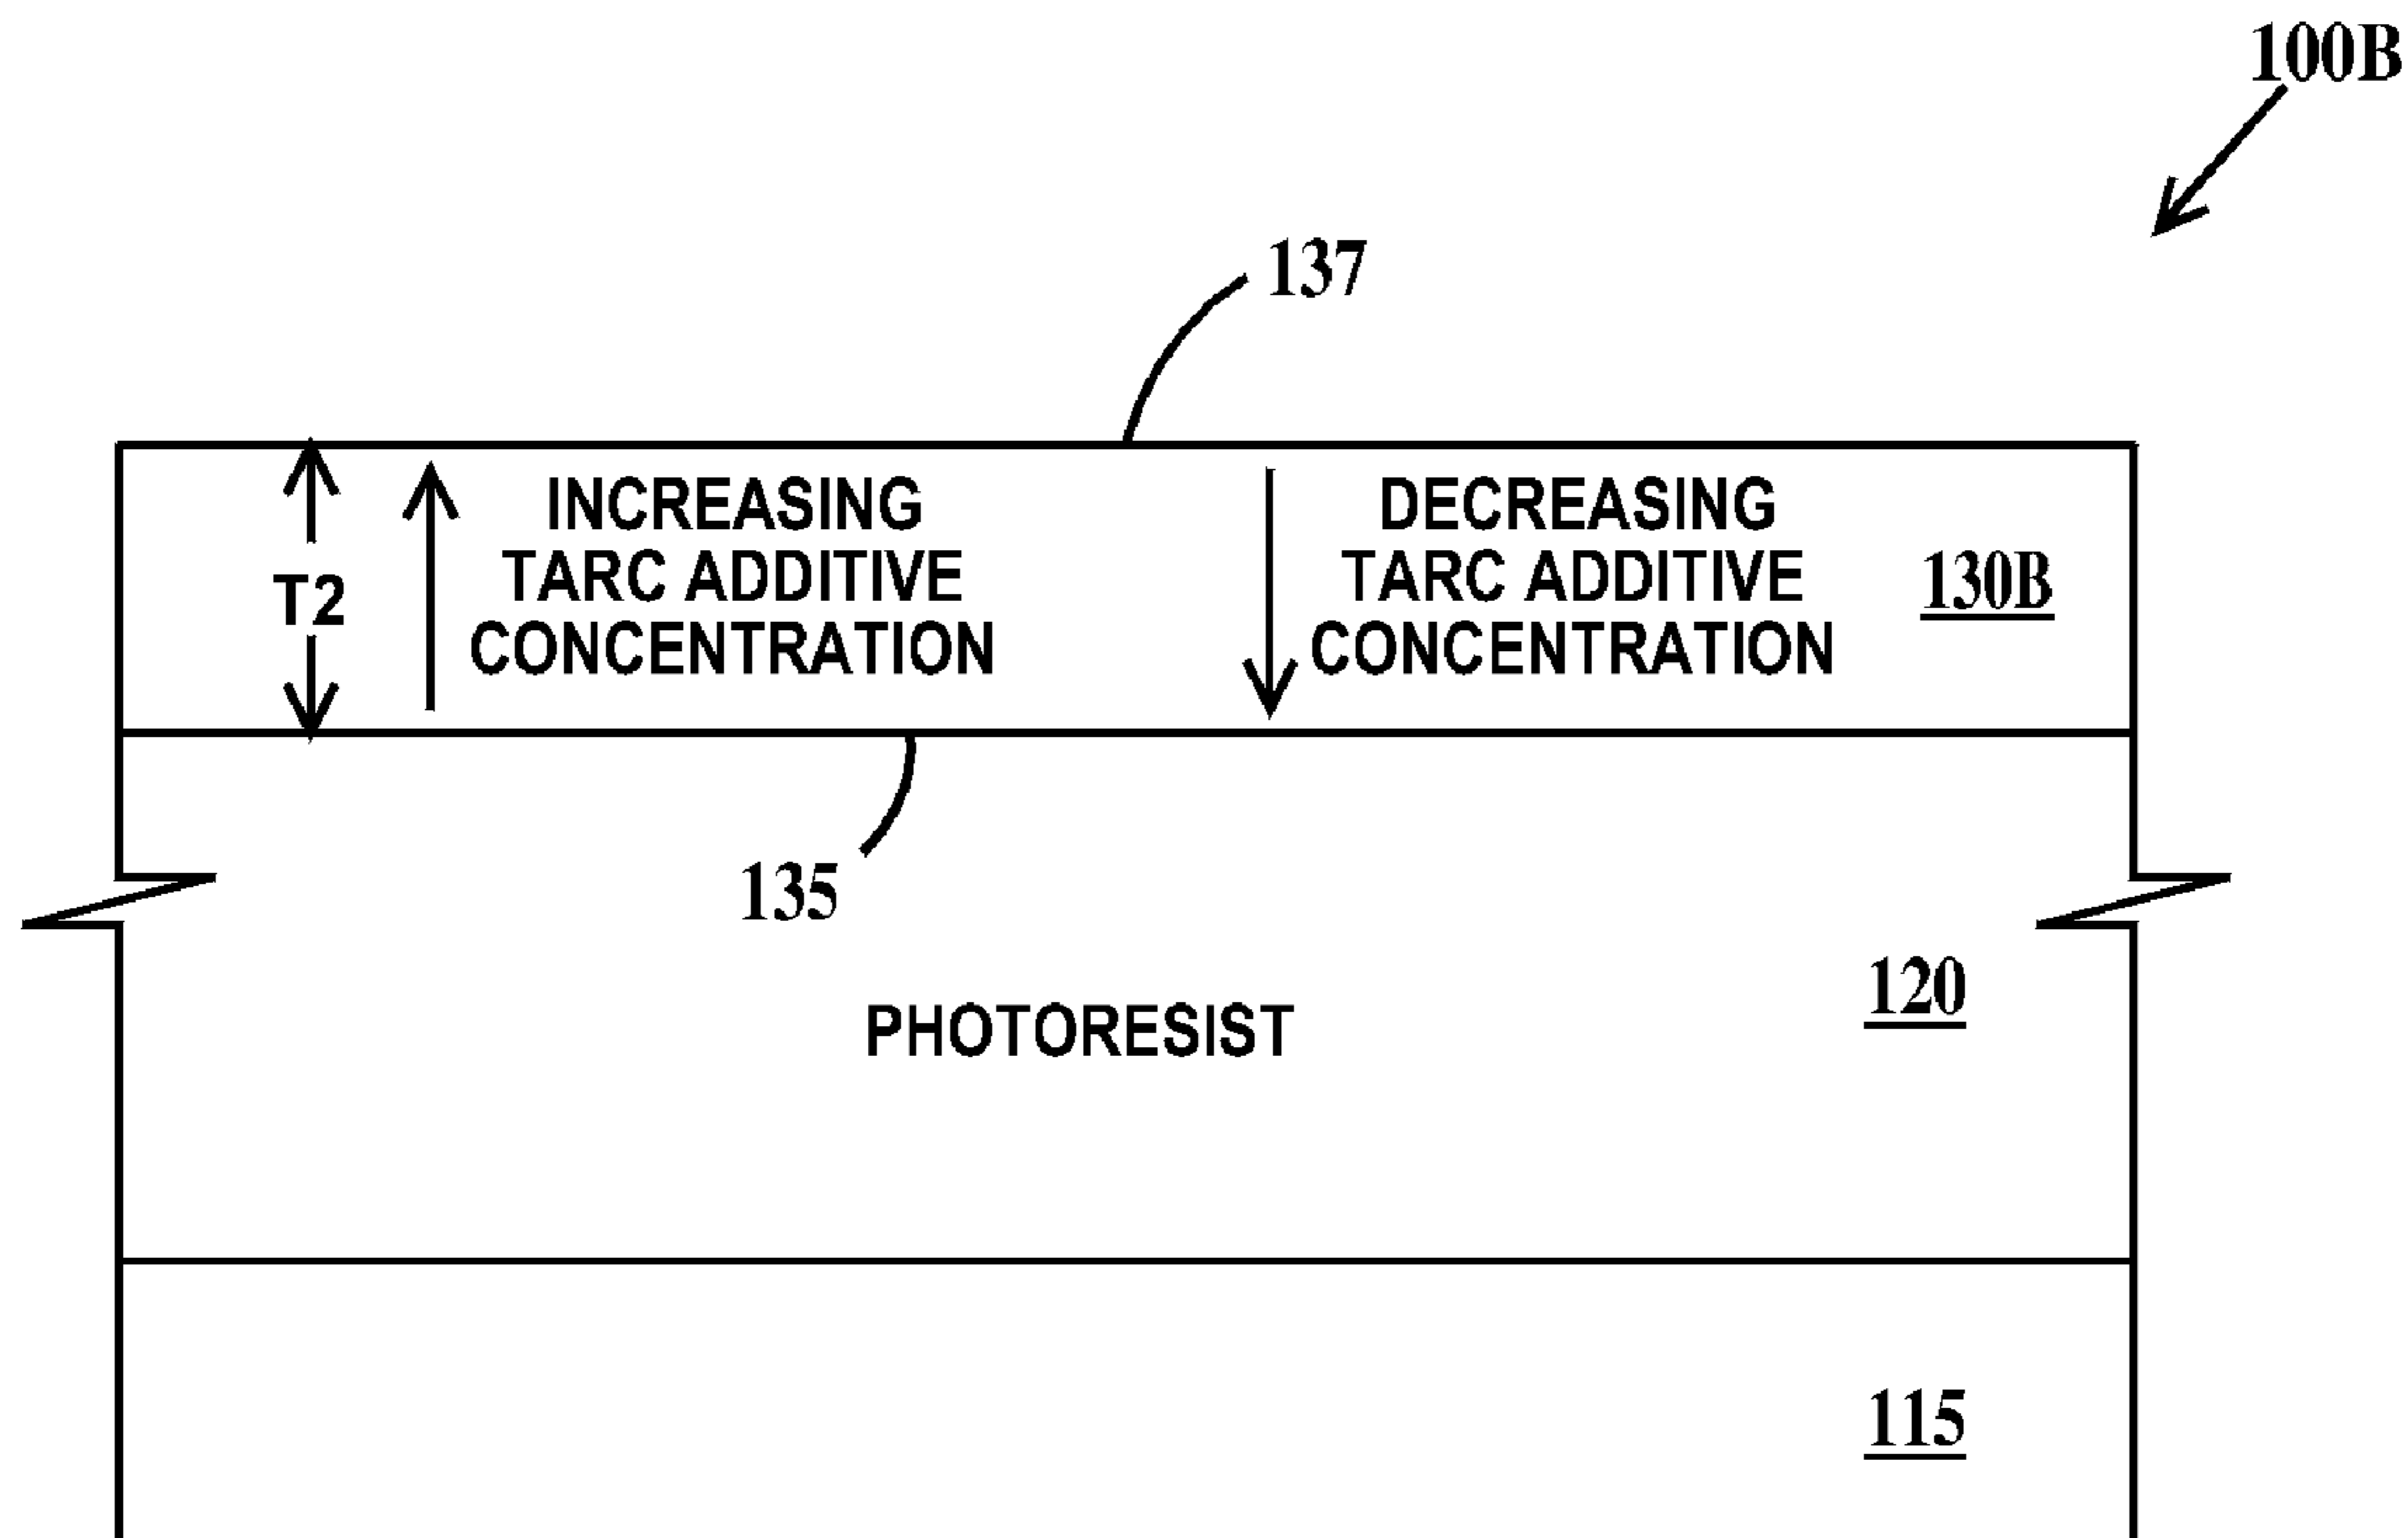 100B
137
INCREASING
TARC ADDITIVE
CONCENTRATION
DECREASING
TARC ADDITIVE
CONCENTRATION
130B
T2
135
120
PHOTORESIST
115